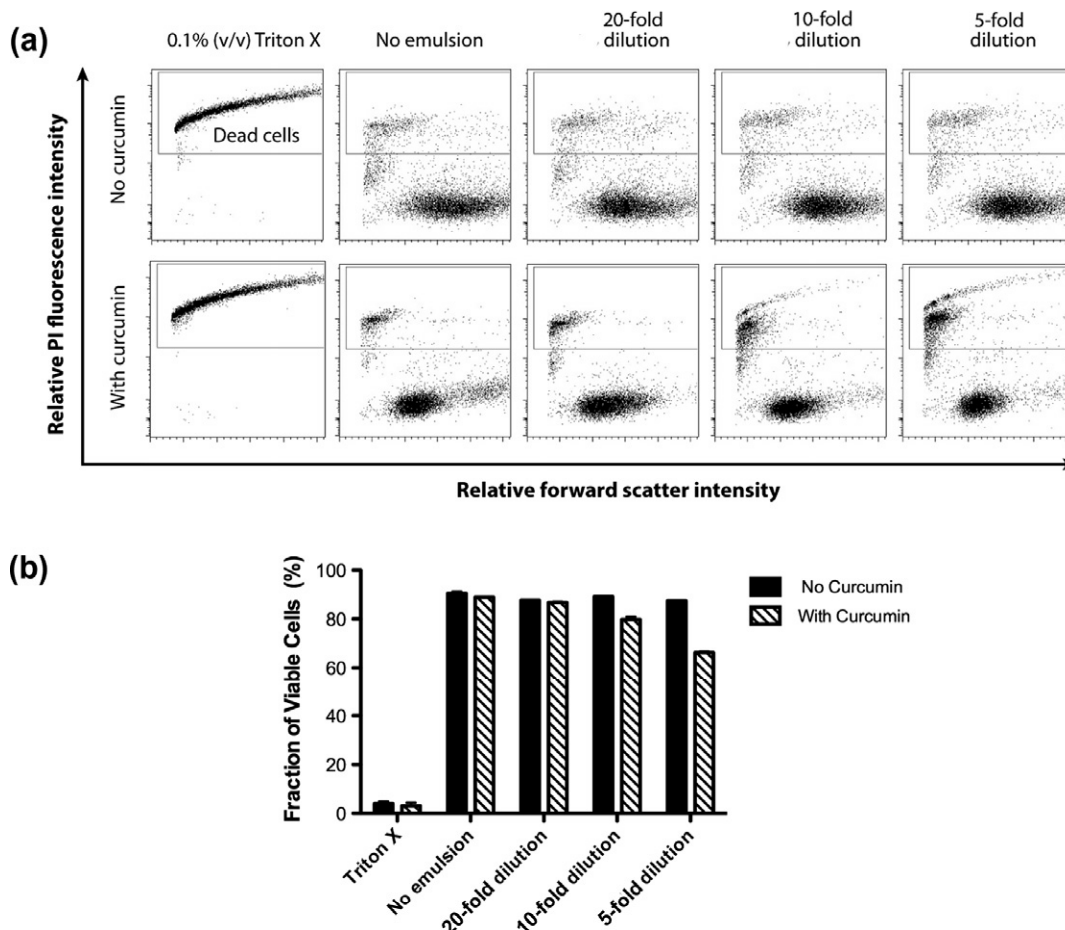 (a)
0.1% (v/v) Triton X
No emulsion
20-fold
dilution
10-fold
dilution
5-fold
dilution
Relative PI fluorescence intensity
No curcumin
Dead cells
With curcumin
Relative forward scatter intensity
(b)
Fraction of Viable Cells (%)
100
80
60
40
20
0
No Curcumin
With Curcumin
Triton X
No emulsion
20-fold dilution
10-fold dilution
5-fold dilution